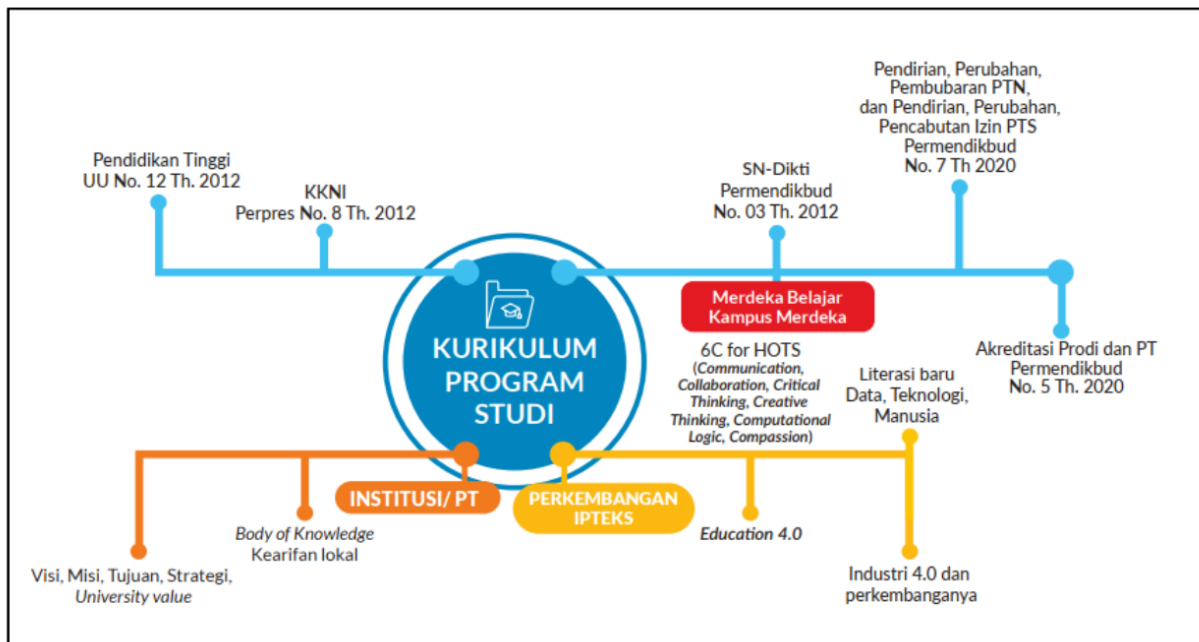 Pendidikan Tinggi
UU No. 12 Th. 2012
KKNI
Perpres No. 8 Th. 2012
SN-Dikti
Permendikbud
No. 03 Th. 2012
Pendirian, Perubahan,
Pembubaran PTN,
dan Pendirian, Perubahan,
Pencabutan Izin PTS
Permendikbud
No. 7 Th 2020
Merdeka Belajar
Kampus Merdeka
Akreditasi Prodi dan PT
Permendikbud
No. 5 Th. 2020
KURIKULUM
PROGRAM
STUDI
6C for HOTS
(Communication,
Collaboration, Critical
Thinking, Creative
Thinking, Computational
Logic, Compassion)
Literasi baru
Data, Teknologi,
Manusia
INSTITUSI/ PT
PERKEMBANGAN
IPTEKS
Body of Knowledge
Kearifan lokal
Education 4.0
Visi, Misi, Tujuan, Strategi,
University value
Industri 4.0 dan
perkembanganya